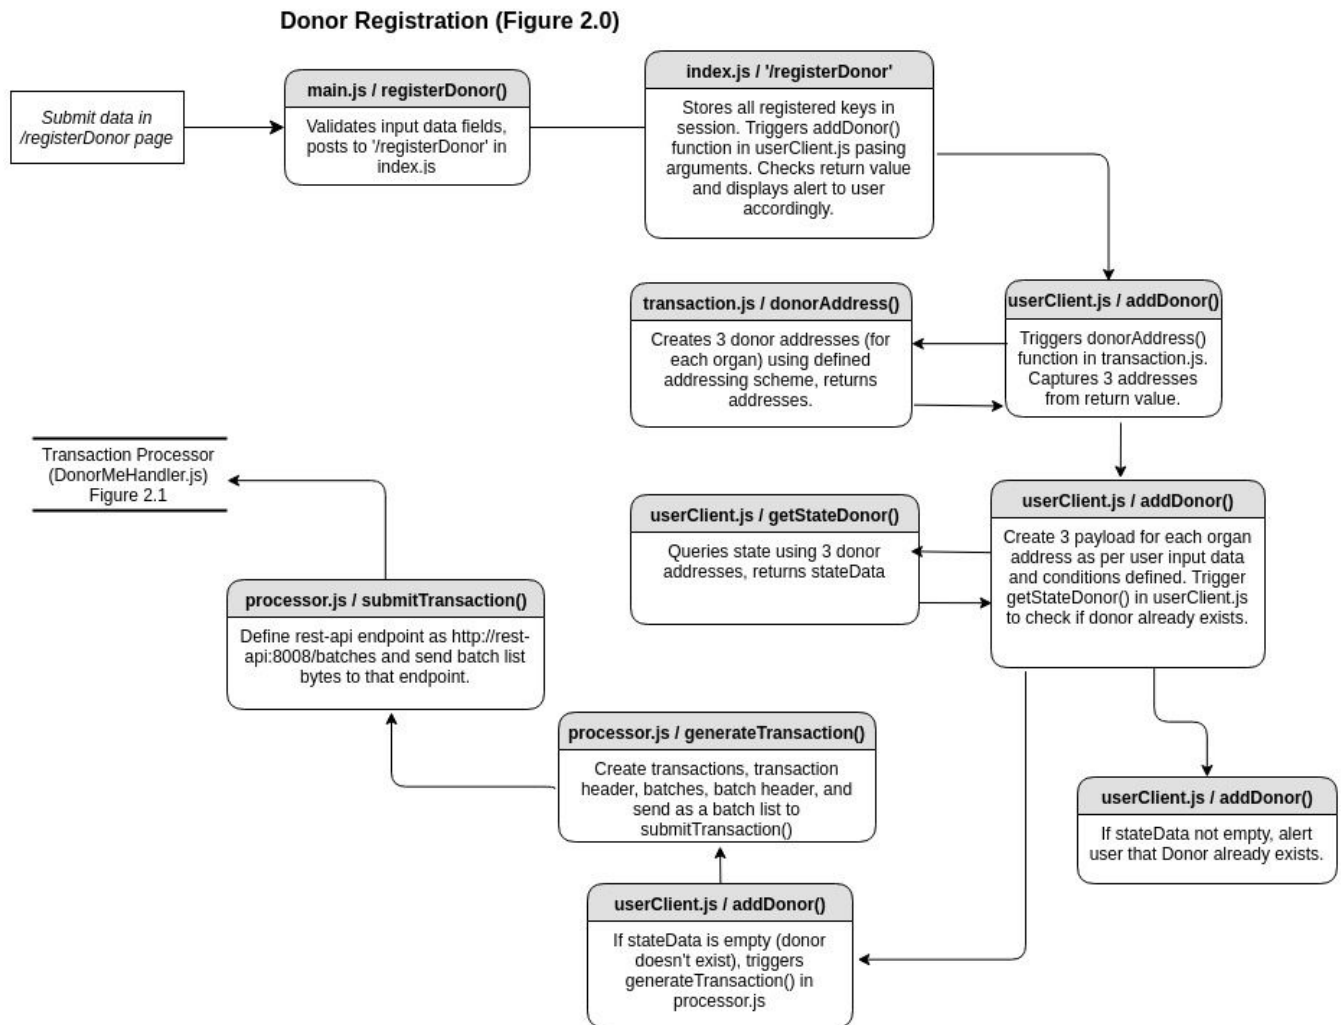 Donor Registration (Figure 2.0)
Submit data in
/registerDonor page
main.js / registerDonor()
Validates input data fields,
posts to '/registerDonor' in
index.js
index.js / '/registerDonor'
Stores all registered keys in
session. Triggers addDonor()
function in userClient.js pasing
arguments. Checks return value
and displays alert to user
accordingly.
userClient.js / addDonor()
Triggers donorAddress()
function in transaction.js.
Captures 3 addresses
from return value.
transaction.js / donorAddress()
Creates 3 donor addresses (for
each organ) using defined
addressing scheme, returns
addresses.
userClient.js / addDonor()
Create 3 payload for each organ
address as per user input data
and conditions defined. Trigger
getStateDonor() in userClient.js
to check if donor already exists.
userClient.js / getStateDonor()
Queries state using 3 donor
addresses, returns stateData
userClient.js / addDonor()
If stateData not empty, alert
user that Donor already exists.
userClient.js / addDonor()
If stateData is empty (donor
doesn't exist), triggers
generateTransaction() in
processor.js
processor.js / generateTransaction()
Create transactions, transaction
header, batches, batch header, and
send as a batch list to
submitTransaction()
processor.js / submitTransaction()
Define rest-api endpoint as http://rest-
api:8008/batches and send batch list
bytes to that endpoint.
Transaction Processor
(DonorMeHandler.js)
Figure 2.1